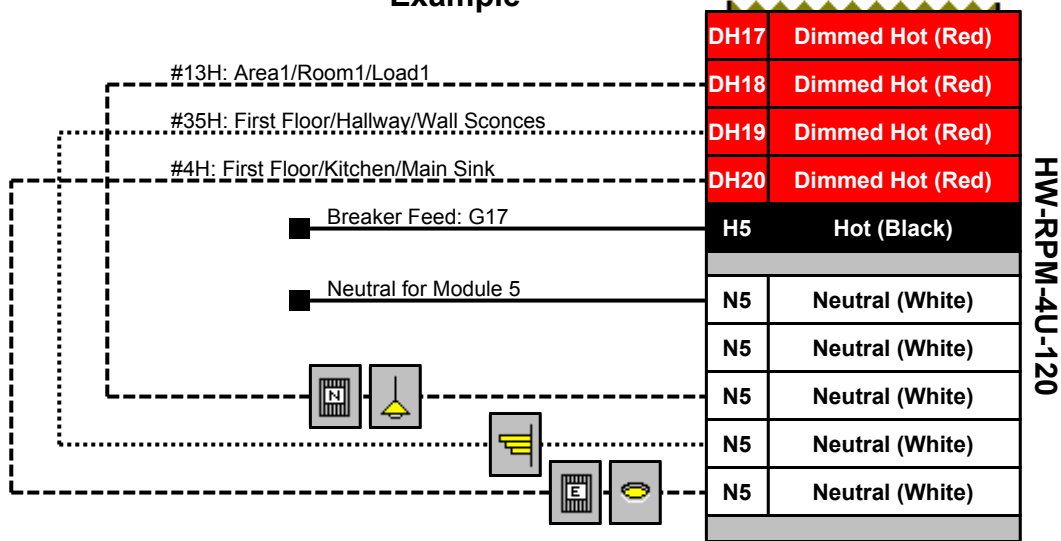 Example
DH17 Dimmed Hot (Red)
#13H: Area1/Room1/Load1
DH18 Dimmed Hot (Red)
#35H: First Floor/Hallway/Wall Sconces
DH19 Dimmed Hot (Red)
#4H: First Floor/Kitchen/Main Sink
DH20 Dimmed Hot (Red)
Breaker Feed: G17
H5 Hot (Black)
Neutral for Module 5
N5 Neutral (White)
N5 Neutral (White)
N
N5 Neutral (White)
N5 Neutral (White)
E
N5 Neutral (White)
HW-RPM-4U-120